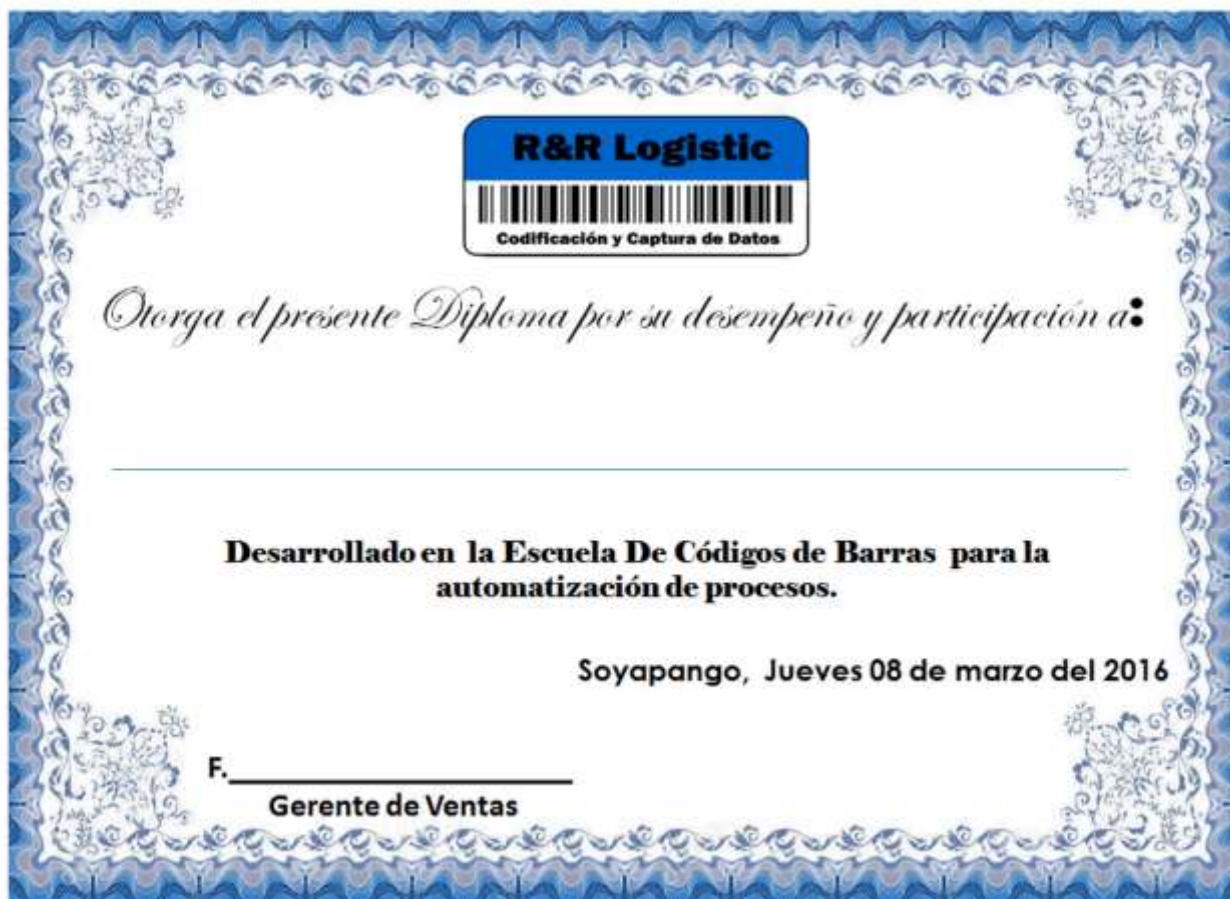 R&R Logistic
Codificación y Captura de Datos
Otorga el presente Diploma por su desempeño y participación a:
Desarrollado en la Escuela De Códigos de Barras para la
automatización de procesos.
Soyapango, Jueves 08 de marzo del 2016
F.
Gerente de Ventas